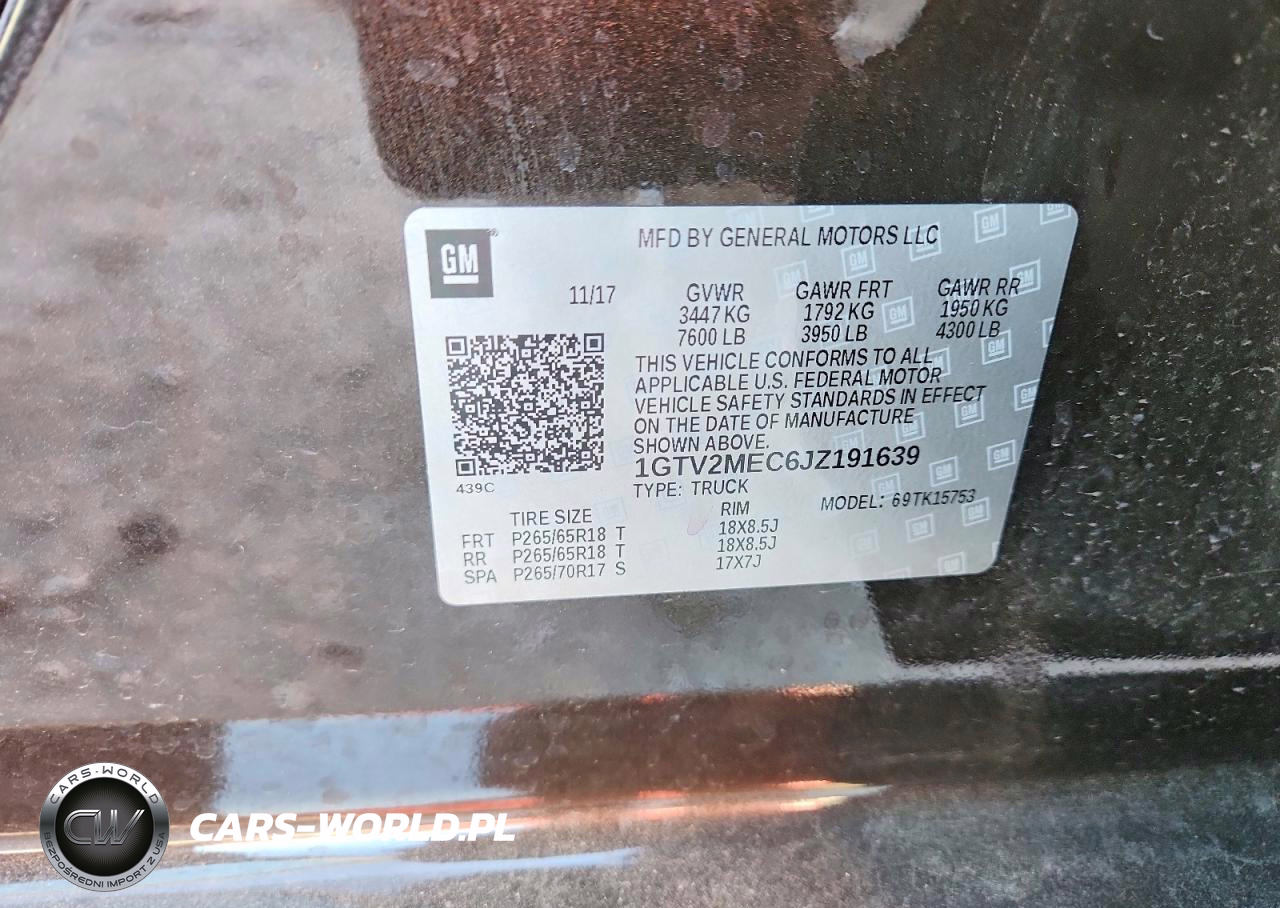 GM
MFD BY GENERAL MOTORS LLC
11/17
GVWR GAWR FRT GAWR RR
3447 KG 1792 KG 1950 KG
7600 LB 3950 LB 4300 LB
THIS VEHICLE CONFORMS TO ALL
APPLICABLE U.S. FEDERAL MOTOR
VEHICLE SAFETY STANDARDS IN EFFECT
ON THE DATE OF MANUFACTURE
SHOWN ABOVE.
1GTV2MEC6JZ191639
439C
TYPE: TRUCK MODEL: 69TK15753
TIRE SIZE RIM
FRT P265/65R18 T 18X8.5J
RR P265/65R18 T 18X8.5J
SPA P265/70R17 S 17X7J
CARS-WORLD
CW
BEZPOŚREDNI IMPORT Z USA
CARS-WORLD.PL